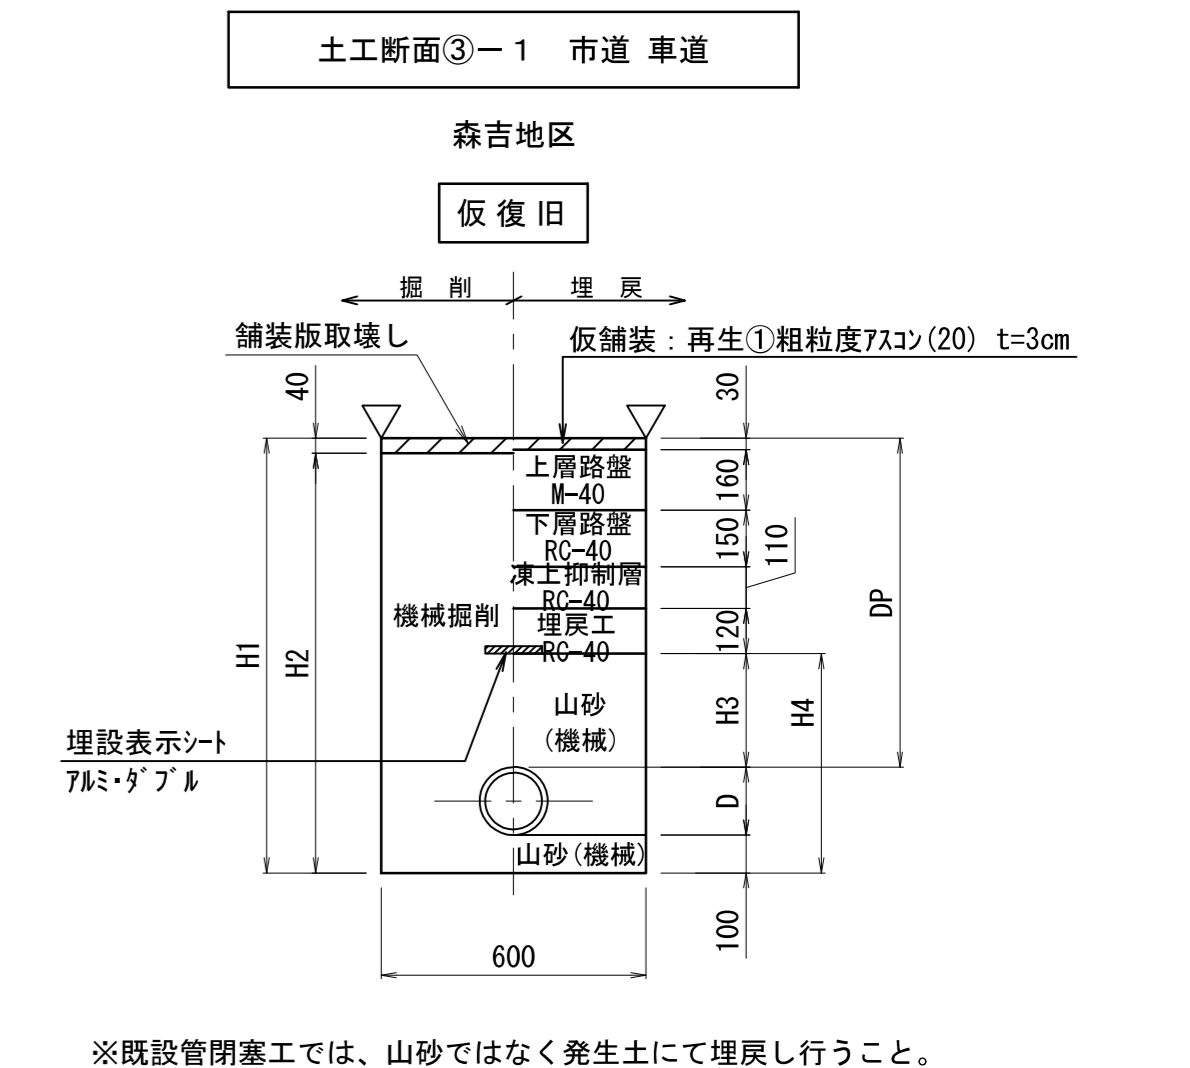 土工断面③－１　市道 車道
森吉地区
仮復旧
掘 削
埋 戻
舗装版取壊し
仮舗装：再生①粗粒度ｱｽｺﾝ(20) t=3cm
40
30
上層路盤
M-40
160
下層路盤
RC-40
150
110
凍上抑制層
RC-40
機械掘削
埋戻工
RC-40
120
DP
H1
H2
H3
H4
山砂
(機械)
埋設表示ｼｰﾄ
ｱﾙﾐ・ﾀﾞﾌﾞﾙ
D
山砂(機械)
100
600
※既設管閉塞工では、山砂ではなく発生土にて埋戻し行うこと。